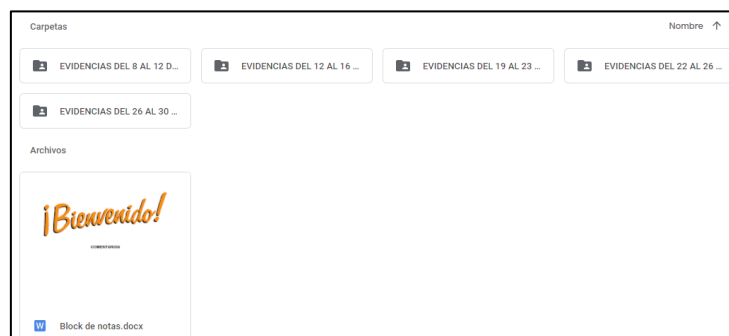 Carpetas
Nombre
EVIDENCIAS DEL 8 AL 12 D...
EVIDENCIAS DEL 12 AL 16 ...
EVIDENCIAS DEL 19 AL 23 ...
EVIDENCIAS DEL 22 AL 26 ...
EVIDENCIAS DEL 26 AL 30 ...
Archivos
¡Bienvenido!
COMENTARIOS
W
Block de notas.docx